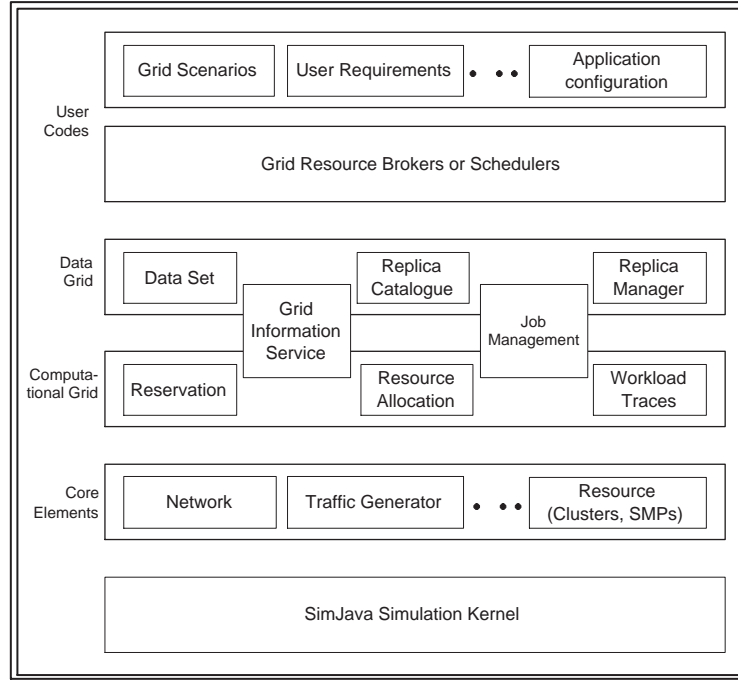 Grid Scenarios
User Requirements
Application
configuration
User
Codes
Grid Resource Brokers or Schedulers
Data
Grid
Data Set
Replica
Catalogue
Replica
Manager
Grid
Information
Service
Job
Management
Computa-
tional Grid
Reservation
Resource
Allocation
Workload
Traces
Core
Elements
Network
Traffic Generator
Resource
(Clusters, SMPs)
SimJava Simulation Kernel